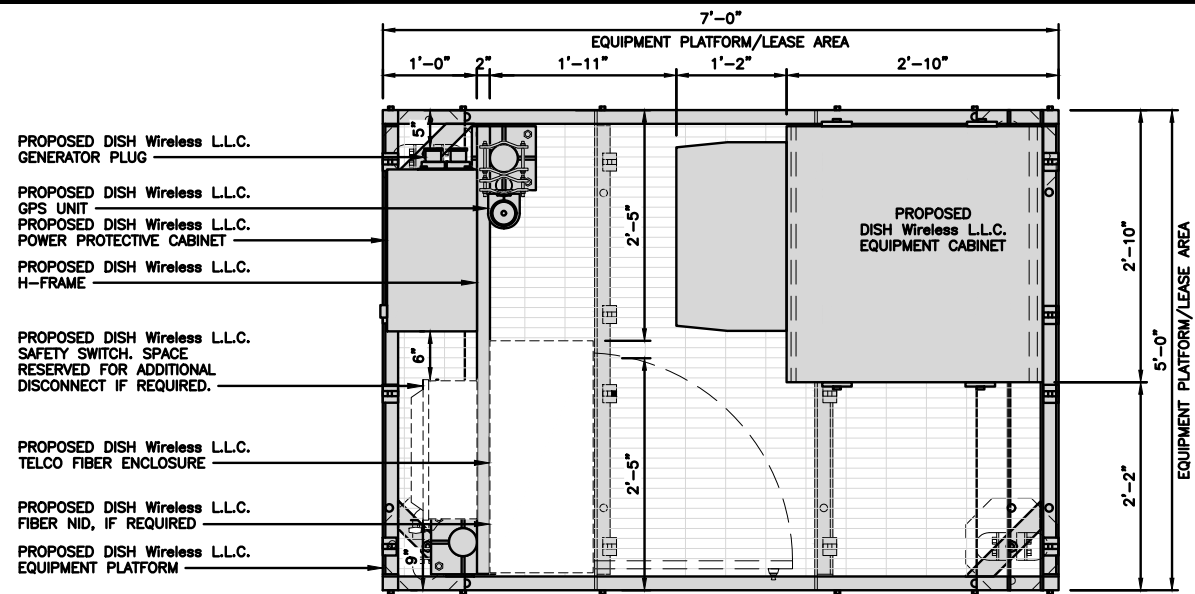 7'-0"
EQUIPMENT PLATFORM/LEASE AREA
1'-0"
2"
1'-11"
1'-2"
2'-10"
PROPOSED DISH Wireless L.L.C.
GENERATOR PLUG
PROPOSED DISH Wireless L.L.C.
GPS UNIT
PROPOSED DISH Wireless L.L.C.
POWER PROTECTIVE CABINET
PROPOSED DISH Wireless L.L.C.
H-FRAME
PROPOSED DISH Wireless L.L.C.
SAFETY SWITCH. SPACE
RESERVED FOR ADDITIONAL
DISCONNECT IF REQUIRED.
PROPOSED DISH Wireless L.L.C.
TELCO FIBER ENCLOSURE
PROPOSED DISH Wireless L.L.C.
FIBER NID, IF REQUIRED
PROPOSED DISH Wireless L.L.C.
EQUIPMENT PLATFORM
5"
6"
9"
2'-5"
2'-5"
PROPOSED
DISH Wireless L.L.C.
EQUIPMENT CABINET
2'-10"
2'-2"
5'-0"
EQUIPMENT PLATFORM/LEASE AREA